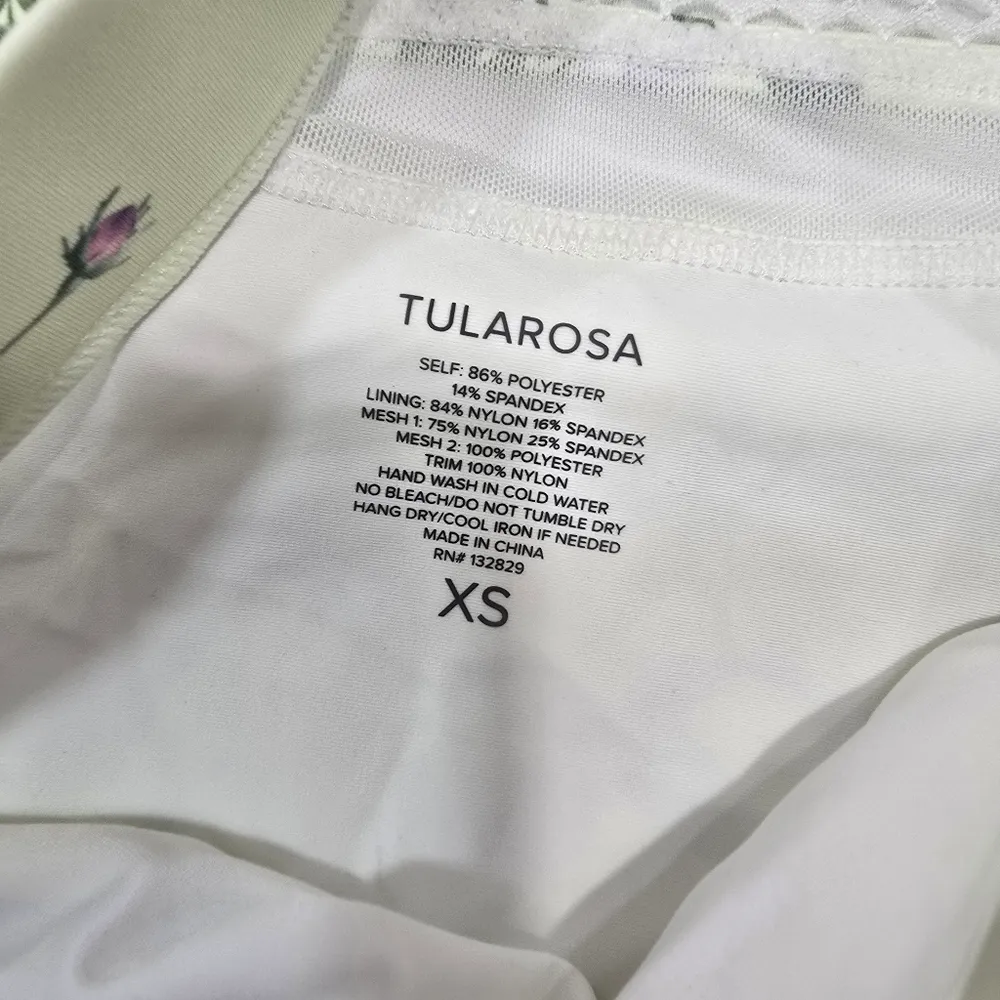 TULAROSA
SELF: 86% POLYESTER
14% SPANDEX
LINING: 84% NYLON 16% SPANDEX
MESH 1: 75% NYLON 25% SPANDEX
MESH 2: 100% POLYESTER
TRIM 100% NYLON
HAND WASH IN COLD WATER
NO BLEACH/DO NOT TUMBLE DRY
HANG DRY/COOL IRON IF NEEDED
MADE IN CHINA
RN# 132829
XS